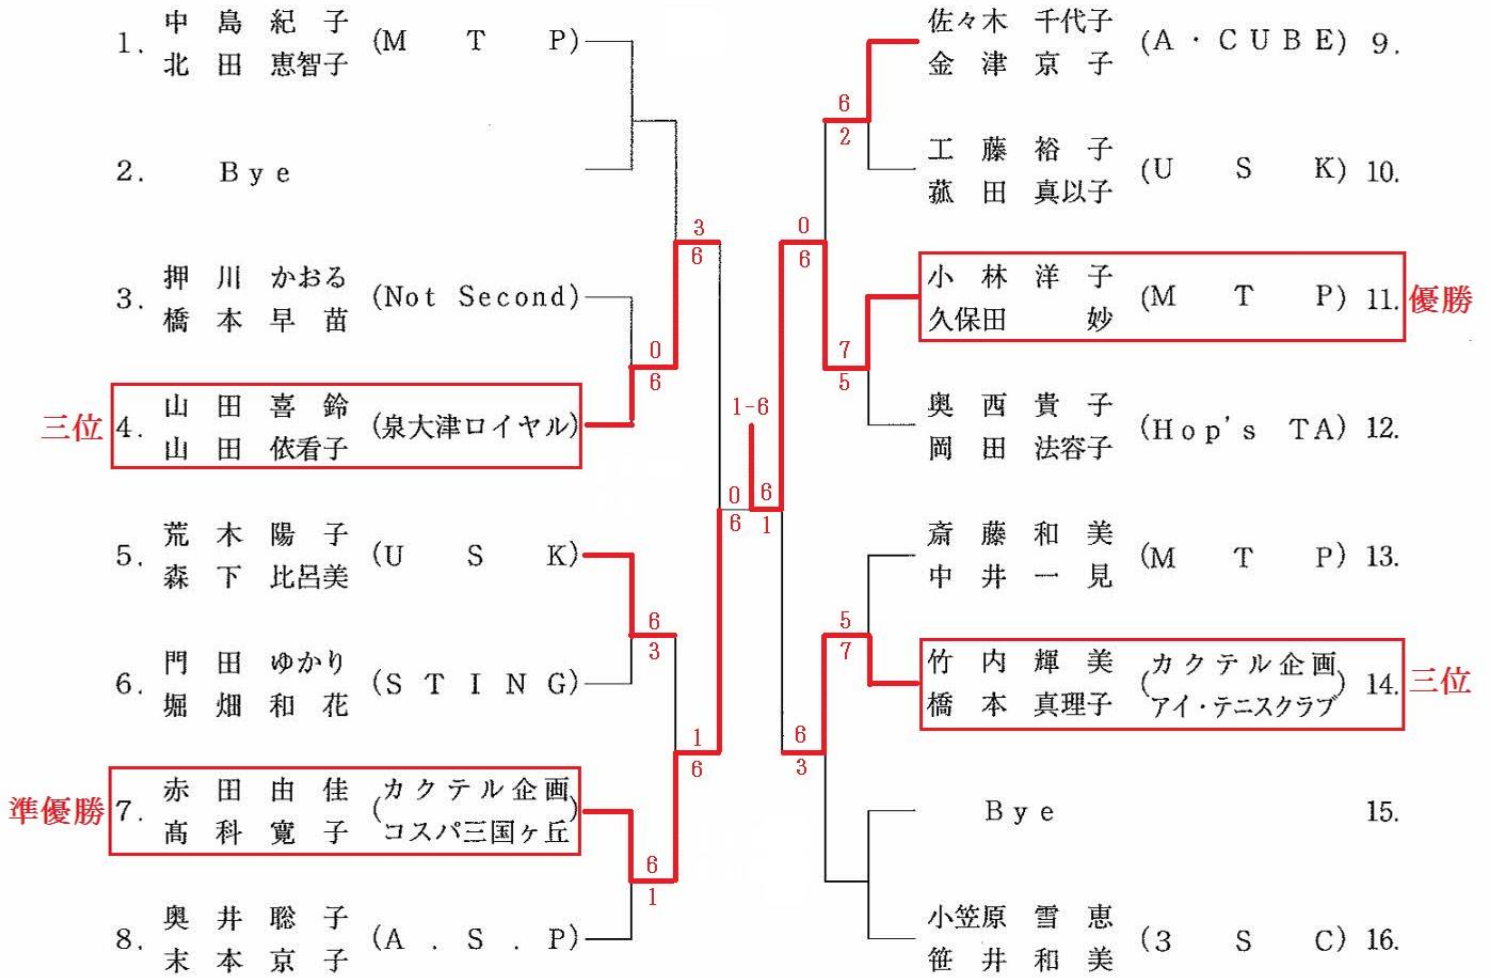 1. 中島紀子 (MTP)
北田恵智子
2. Bye
3. 押川かおる (Not Second)
橋本早苗
三位 4. 山田喜鈴 (泉大津ロイヤル)
山田依看子
5. 荒木陽子 (USK)
森下比呂美
6. 門田ゆかり (STING)
堀畑和花
準優勝 7. 赤田由佳 (カクテル企画
髙科寛子 コスパ三国ヶ丘)
8. 奥井聡子 (A.S.P)
末本京子
3
6
0
6
6
3
1
6
6
1
0
6
1-6
6
1
6
2
0
6
7
5
5
7
6
3
佐々木千代子 (A・CUBE) 9.
金津京子
工藤裕子 (USK) 10.
菰田真以子
小林洋子 (MTP) 11. 優勝
久保田妙
奥西貴子 (Hop's TA) 12.
岡田法容子
斎藤和美 (MTP) 13.
中井一見
竹内輝美 (カクテル企画 14. 三位
橋本真理子 アイ・テニスクラブ)
Bye 15.
小笠原雪恵 (3SC) 16.
笹井和美